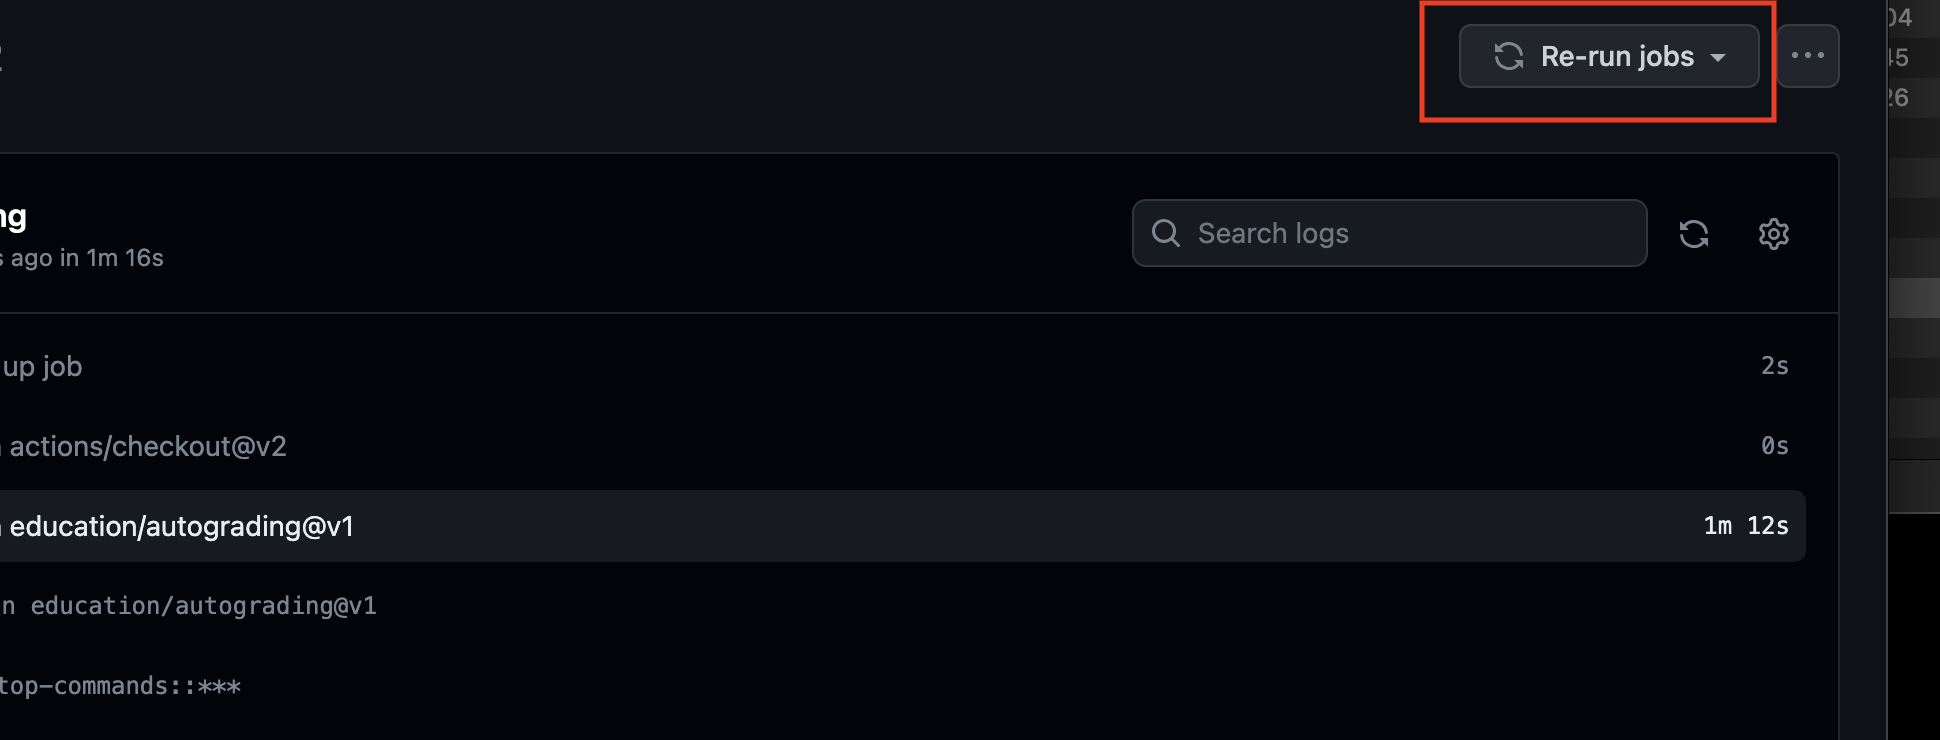 04
Re-run jobs
45
26
ng
Search logs
s ago in 1m 16s
up job 2s
actions/checkout@v2 0s
education/autograding@v1 1m 12s
n education/autograding@v1
top-commands::***